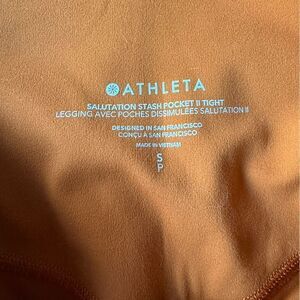 ATHLETA
SALUTATION STASH POCKET II TIGHT
LEGGING AVEC POCHES DISSIMULÉES SALUTATION II
DESIGNED IN SAN FRANCISCO
CONÇU À SAN FRANCISCO
MADE IN VIETNAM
S
P